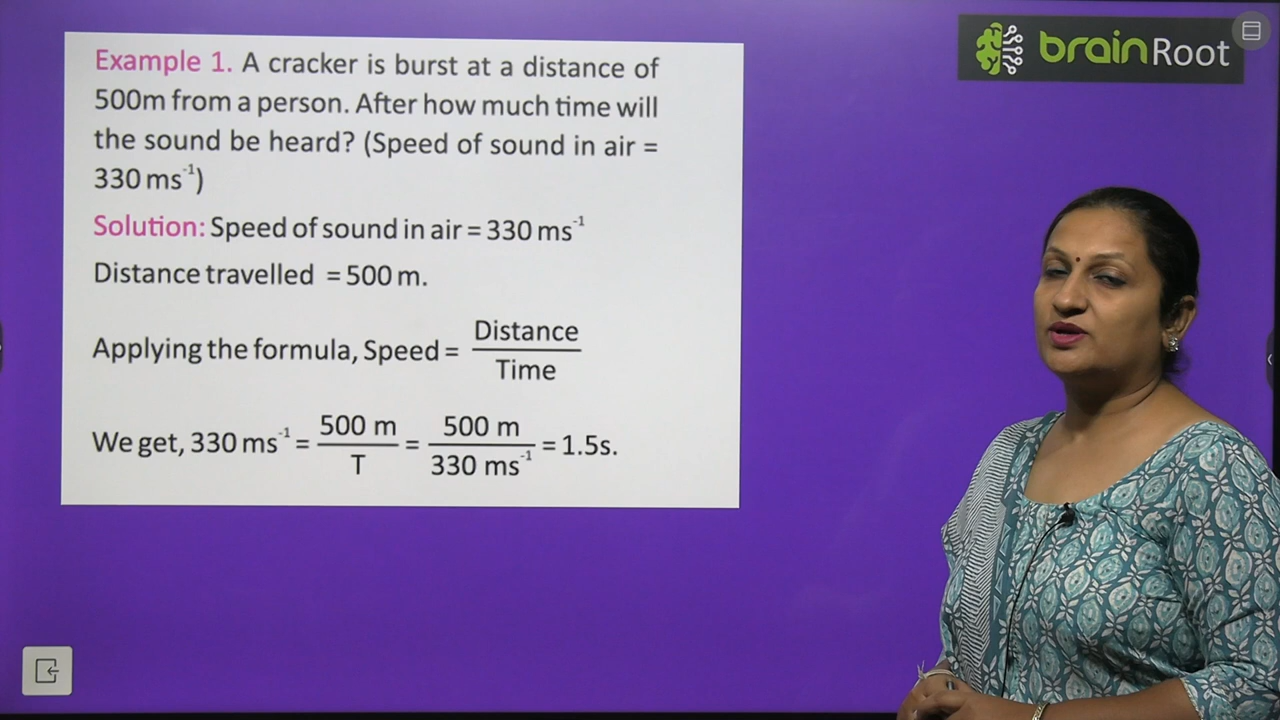 brainRoot
Example 1. A cracker is burst at a distance of
500m from a person. After how much time will
the sound be heard? (Speed of sound in air =
330 ms⁻¹)
Solution: Speed of sound in air = 330 ms⁻¹
Distance travelled = 500 m.
Applying the formula, Speed = Distance / Time
We get, 330 ms⁻¹ = 500 m / T = 500 m / 330 ms⁻¹ = 1.5s.